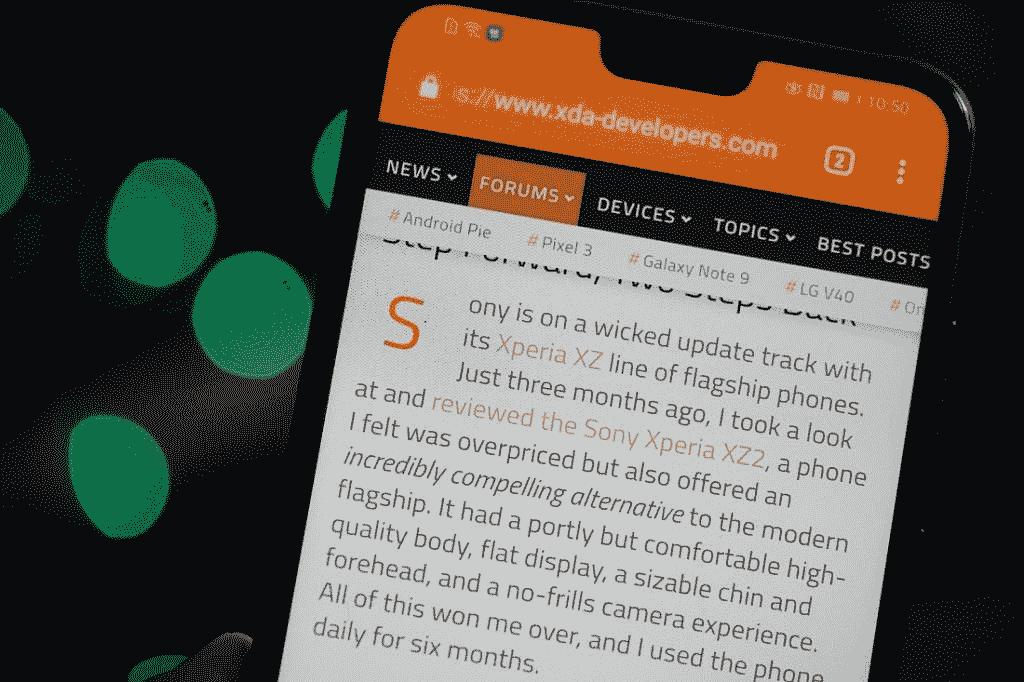 10:50
s://www.xda-developers.com
2
NEWS FORUMS DEVICES TOPICS BEST POSTS
# Android Pie # Pixel 3 # Galaxy Note 9 # LG V40 # On
Step Forward, Two Steps Back
Sony is on a wicked update track with
its Xperia XZ line of flagship phones.
Just three months ago, I took a look
at and reviewed the Sony Xperia XZ2, a phone
I felt was overpriced but also offered an
incredibly compelling alternative to the modern
flagship. It had a portly but comfortable high-
quality body, flat display, a sizable chin and
forehead, and a no-frills camera experience.
All of this won me over, and I used the phone
daily for six months.